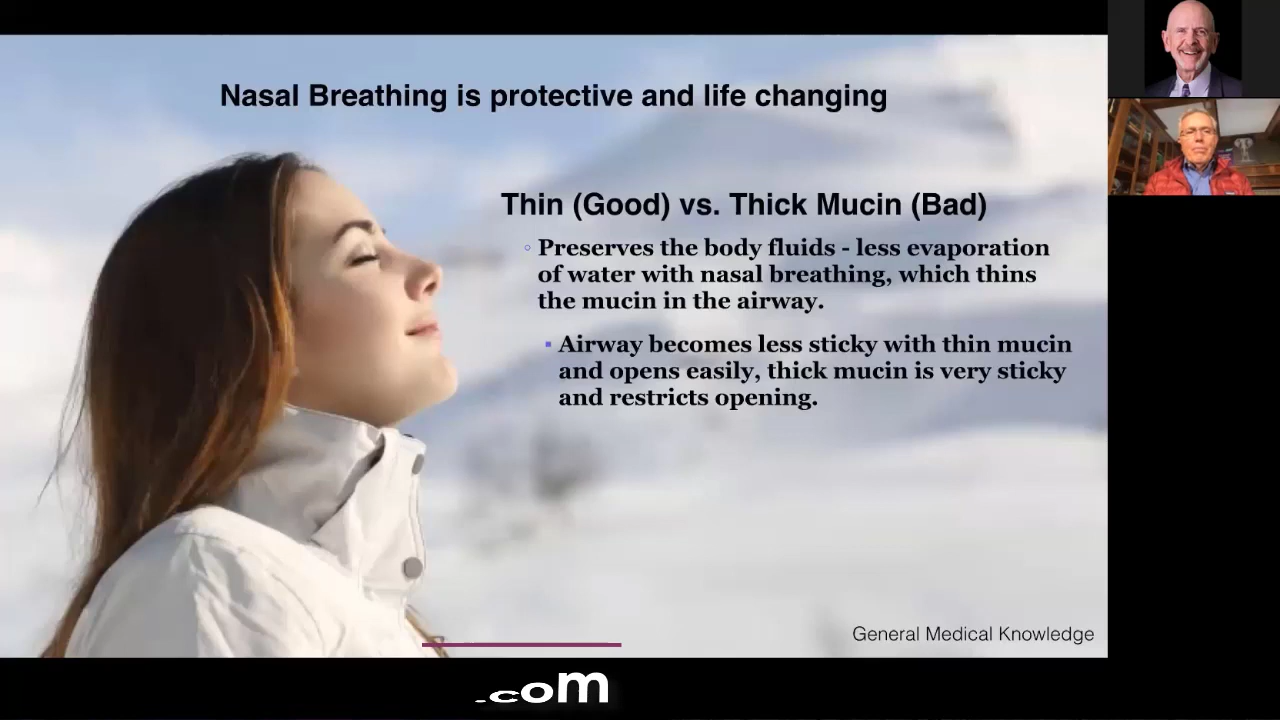 Nasal Breathing is protective and life changing
Thin (Good) vs. Thick Mucin (Bad)
Preserves the body fluids - less evaporation
of water with nasal breathing, which thins
the mucin in the airway.
Airway becomes less sticky with thin mucin
and opens easily, thick mucin is very sticky
and restricts opening.
General Medical Knowledge
.com